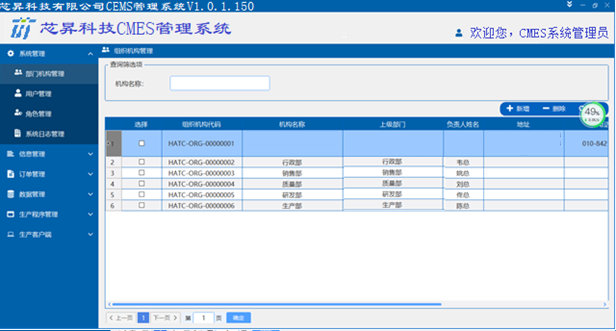 芯昇科技有限公司CEMS管理系统V1.0.1.150
芯昇科技CMES管理系统
欢迎您，CMES系统管理员
系统管理
部门机构管理
用户管理
角色管理
系统日志管理
信息管理
订单管理
数据管理
生产程序管理
生产客户端
组织机构管理
查询筛选项
机构名称：
新增 删除
49%
选择 组织机构代码 机构名称 上级部门 负责人姓名 地址
1 HATC-ORG-00000001 010-842
2 HATC-ORG-00000002 行政部 行政部 韦总
3 HATC-ORG-00000003 销售部 销售部 姚总
4 HATC-ORG-00000004 质量部 质量部 刘总
5 HATC-ORG-00000005 研发部 研发部 佟总
6 HATC-ORG-00000006 生产部 生产部 陈总
上一页 1 下一页 第 1 页 确定